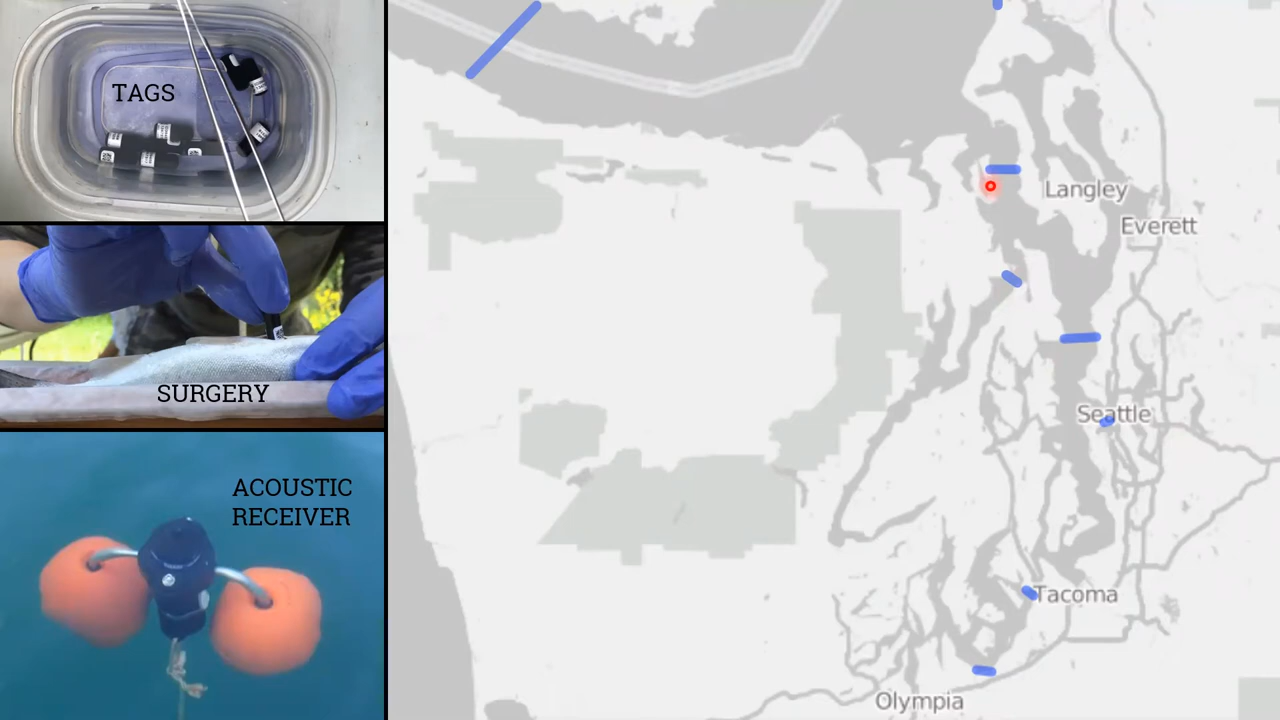 TAGS
SURGERY
ACOUSTIC
RECEIVER
Langley
Everett
Seattle
Tacoma
Olympia